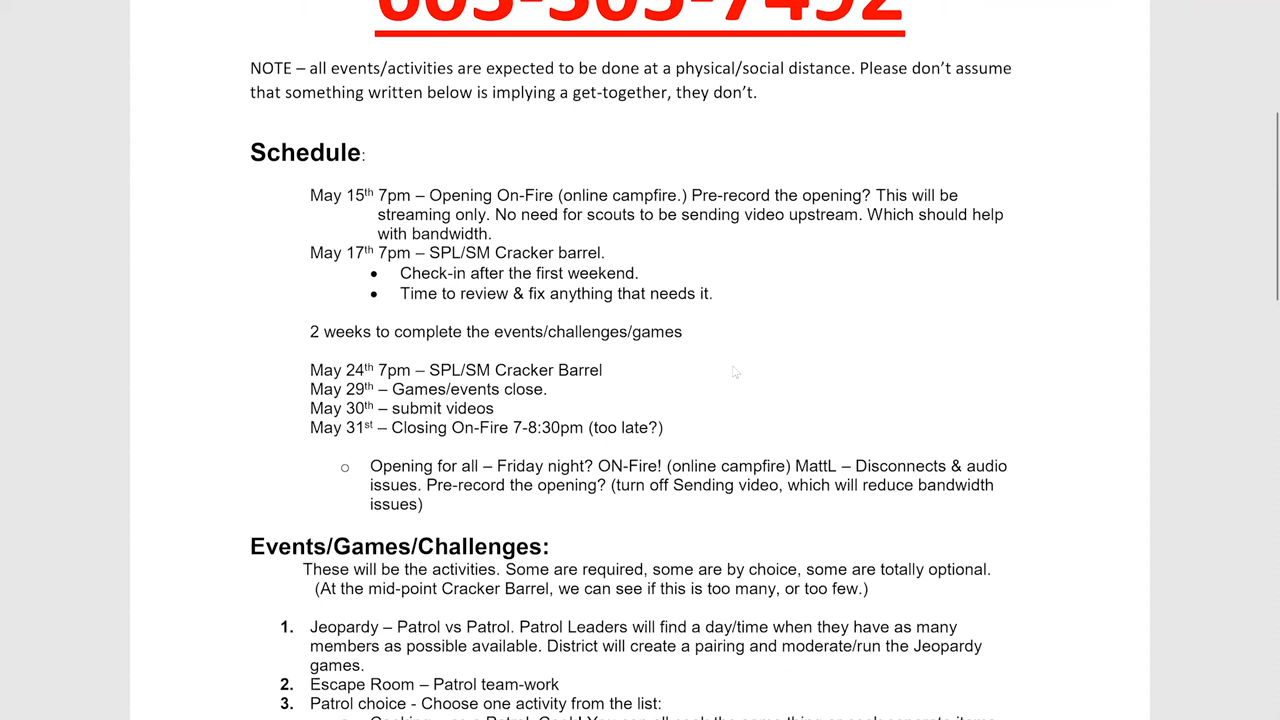 603-505-7492
NOTE – all events/activities are expected to be done at a physical/social distance. Please don’t assume
that something written below is implying a get-together, they don’t.
Schedule:
May 15th 7pm – Opening On-Fire (online campfire.) Pre-record the opening? This will be
streaming only. No need for scouts to be sending video upstream. Which should help
with bandwidth.
May 17th 7pm – SPL/SM Cracker barrel.
• Check-in after the first weekend.
• Time to review & fix anything that needs it.
2 weeks to complete the events/challenges/games
May 24th 7pm – SPL/SM Cracker Barrel
May 29th – Games/events close.
May 30th – submit videos
May 31st – Closing On-Fire 7-8:30pm (too late?)
o Opening for all – Friday night? ON-Fire! (online campfire) MattL – Disconnects & audio
issues. Pre-record the opening? (turn off Sending video, which will reduce bandwidth
issues)
Events/Games/Challenges:
These will be the activities. Some are required, some are by choice, some are totally optional.
(At the mid-point Cracker Barrel, we can see if this is too many, or too few.)
1. Jeopardy – Patrol vs Patrol. Patrol Leaders will find a day/time when they have as many
members as possible available. District will create a pairing and moderate/run the Jeopardy
games.
2. Escape Room – Patrol team-work
3. Patrol choice - Choose one activity from the list: